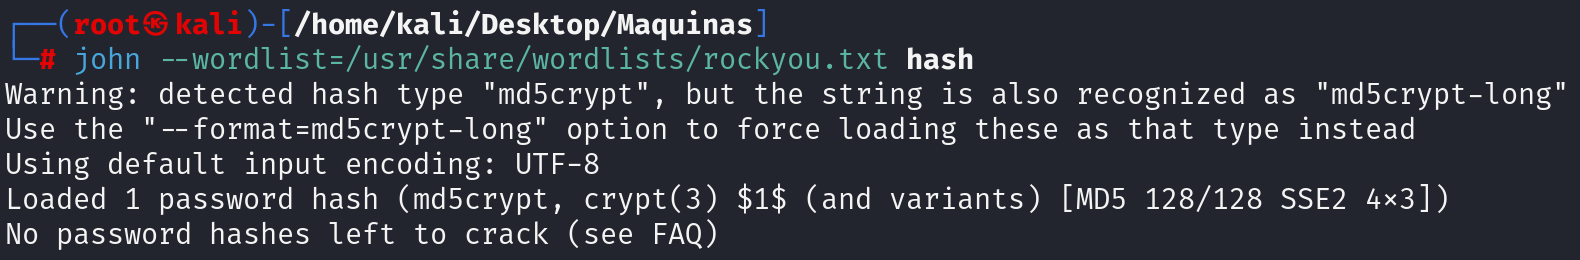 ┌──(root㉿kali)-[/home/kali/Desktop/Maquinas]
└─# john --wordlist=/usr/share/wordlists/rockyou.txt hash
Warning: detected hash type "md5crypt", but the string is also recognized as "md5crypt-long"
Use the "--format=md5crypt-long" option to force loading these as that type instead
Using default input encoding: UTF-8
Loaded 1 password hash (md5crypt, crypt(3) $1$ (and variants) [MD5 128/128 SSE2 4x3])
No password hashes left to crack (see FAQ)